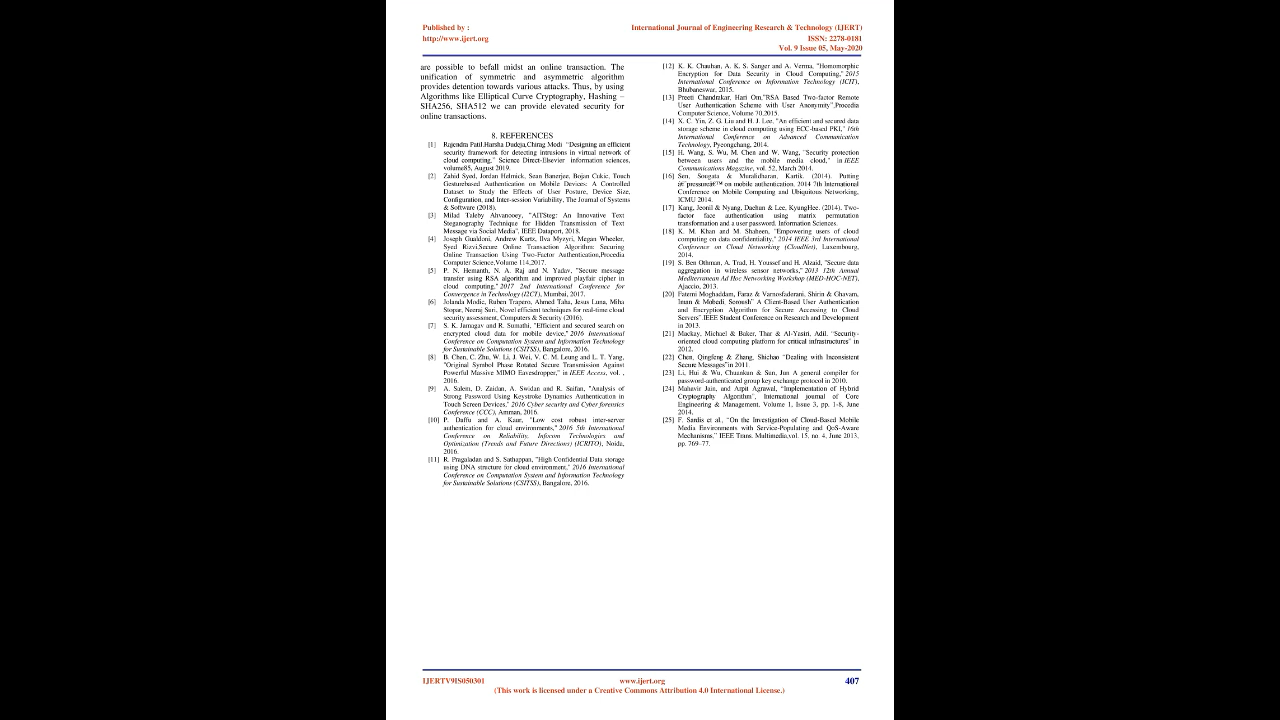 Published by :
http://www.ijert.org
International Journal of Engineering Research & Technology (IJERT)
ISSN: 2278-0181
Vol. 9 Issue 05, May-2020
are possible to befall midst an online transaction. The
unification of symmetric and asymmetric algorithm
provides detention towards various attacks. Thus, by using
Algorithms like Elliptical Curve Cryptography, Hashing –
SHA256, SHA512 we can provide elevated security for
online transactions.
8. REFERENCES
[1] Rajendra Patil,Harsha Dudeja,Chirag Modi "Designing an efficient
security framework for detecting intrusions in virtual network of
cloud computing," Science Direct-Elsevier information sciences,
volume85, August 2019.
[2] Zahid Syed, Jordan Helmick, Sean Banerjee, Bojan Cukic, Touch
Gesturebased Authentication on Mobile Devices: A Controlled
Dataset to Study the Effects of User Posture, Device Size,
Configuration, and Inter-session Variability, The Journal of Systems
& Software (2018).
[3] Milad Taleby Ahvanooey, "AITSteg: An Innovative Text
Steganography Technique for Hidden Transmission of Text
Message via Social Media", IEEE Dataport, 2018.
[4] Joseph Gualdoni, Andrew Kurtz, Ilva Myzyri, Megan Wheeler,
Syed Rizvi,Secure Online Transaction Algorithm: Securing
Online Transaction Using Two-Factor Authentication,Procedia
Computer Science,Volume 114,2017.
[5] P. N. Hemanth, N. A. Raj and N. Yadav, "Secure message
transfer using RSA algorithm and improved playfair cipher in
cloud computing," 2017 2nd International Conference for
Convergence in Technology (I2CT), Mumbai, 2017.
[6] Jolanda Modic, Ruben Trapero, Ahmed Taha, Jesus Luna, Miha
Stopar, Neeraj Suri, Novel efficient techniques for real-time cloud
security assessment, Computers & Security (2016).
[7] S. K. Jumagav and R. Sumathi, "Efficient and secured search on
encrypted cloud data for mobile device," 2016 International
Conference on Computation System and Information Technology
for Sustainable Solutions (CSITSS), Bangalore, 2016.
[8] B. Chen, C. Zhu, W. Li, J. Wei, V. C. M. Leung and L. T. Yang,
"Original Symbol Phase Rotated Secure Transmission Against
Powerful Massive MIMO Eavesdropper," in IEEE Access, vol. ,
2016.
[9] A. Salem, D. Zaidan, A. Swidan and R. Saifan, "Analysis of
Strong Password Using Keystroke Dynamics Authentication in
Touch Screen Devices," 2016 Cyber security and Cyber forensics
Conference (CCC), Amman, 2016.
[10] P. Daffu and A. Kaur, "Low cost robust inter-server
authentication for cloud environments," 2016 5th International
Conference on Reliability, Infocom Technologies and
Optimization (Trends and Future Directions) (ICRITO), Noida,
2016.
[11] R. Pragaladan and S. Sathappan, "High Confidential Data storage
using DNA structure for cloud environment," 2016 International
Conference on Computation System and Information Technology
for Sustainable Solutions (CSITSS), Bangalore, 2016.
[12] K. K. Chauhan, A. K. S. Sanger and A. Verma, "Homomorphic
Encryption for Data Security in Cloud Computing," 2015
International Conference on Information Technology (ICIT),
Bhubaneswar, 2015.
[13] Preeti Chandrakar, Hari Om,"RSA Based Two-factor Remote
User Authentication Scheme with User Anonymity",Procedia
Computer Science, Volume 70,2015.
[14] X. C. Yin, Z. G. Liu and H. J. Lee, "An efficient and secured data
storage scheme in cloud computing using ECC-based PKI," 16th
International Conference on Advanced Communication
Technology, Pyeongchang, 2014.
[15] H. Wang, S. Wu, M. Chen and W. Wang, "Security protection
between users and the mobile media cloud," in IEEE
Communications Magazine, vol. 52, March 2014.
[16] Sen, Sougata & Muralidharan, Kartik. (2014). Putting
â€˜pressureâ€™ on mobile authentication. 2014 7th International
Conference on Mobile Computing and Ubiquitous Networking,
ICMU 2014.
[17] Kang, Jeonil & Nyang, Daehun & Lee, KyungHee. (2014). Two-
factor face authentication using matrix permutation
transformation and a user password. Information Sciences.
[18] K. M. Khan and M. Shaheen, "Empowering users of cloud
computing on data confidentiality," 2014 IEEE 3rd International
Conference on Cloud Networking (CloudNet), Luxembourg,
2014.
[19] S. Ben Othman, A. Trad, H. Youssef and H. Alzaid, "Secure data
aggregation in wireless sensor networks," 2013 12th Annual
Mediterranean Ad Hoc Networking Workshop (MED-HOC-NET),
Ajaccio, 2013.
[20] Fatemi Moghaddam, Faraz & Varnosfaderani, Shirin & Ghavam,
Iman & Mobedi, Soroush" A Client-Based User Authentication
and Encryption Algorithm for Secure Accessing to Cloud
Servers" IEEE Student Conference on Research and Development
in 2013.
[21] Mackay, Michael & Baker, Thar & Al-Yasiri, Adil. "Security-
oriented cloud computing platform for critical infrastructures" in
2012.
[22] Chen, Qingfeng & Zhang, Shichao "Dealing with Inconsistent
Secure Messages"in 2011.
[23] Li, Hui & Wu, Chuankun & Sun, Jun A general compiler for
password-authenticated group key exchange protocol in 2010.
[24] Mahavir Jain, and Arpit Agrawal, "Implementation of Hybrid
Cryptography Algorithm", International journal of Core
Engineering & Management, Volume 1, Issue 3, pp. 1-8, June
2014.
[25] F. Sardis et al., "On the Investigation of Cloud-Based Mobile
Media Environments with Service-Populating and QoS-Aware
Mechanisms," IEEE Trans. Multimedia,vol. 15, no. 4, June 2013,
pp. 769–77.
IJERTV9IS050301
www.ijert.org
407
(This work is licensed under a Creative Commons Attribution 4.0 International License.)